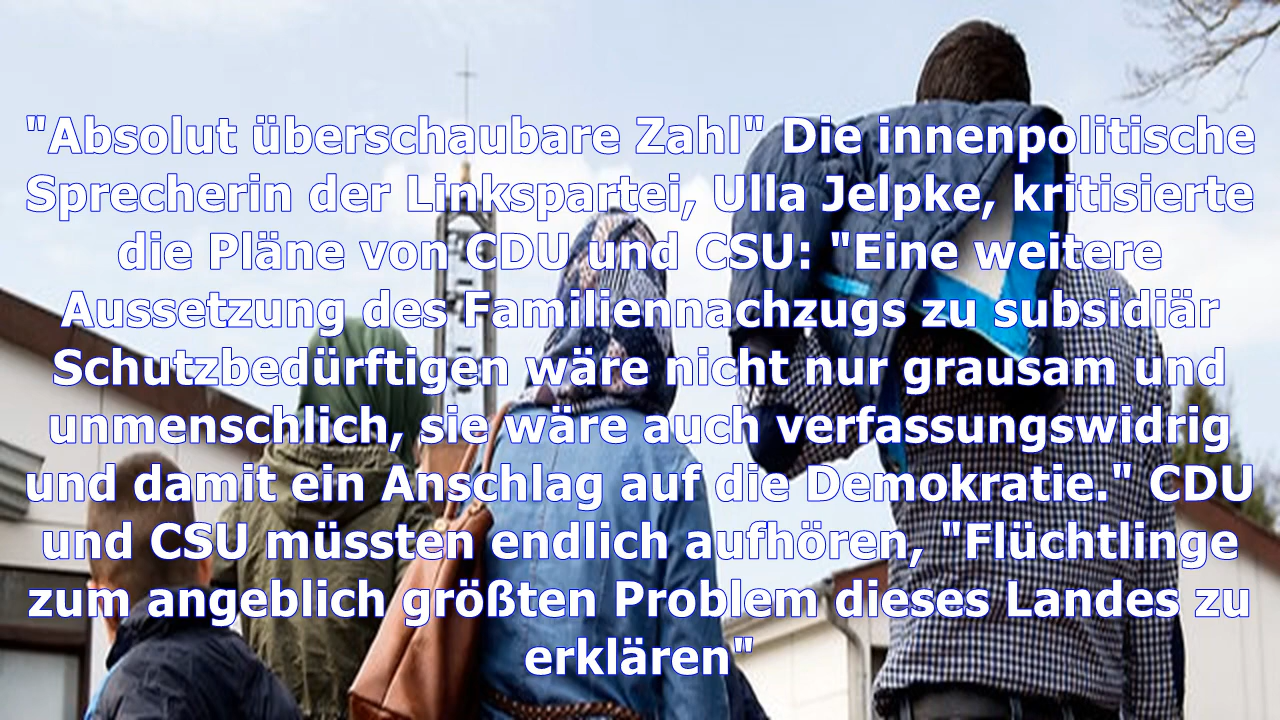 "Absolut überschaubare Zahl" Die innenpolitische
Sprecherin der Linkspartei, Ulla Jelpke, kritisierte
die Pläne von CDU und CSU: "Eine weitere
Aussetzung des Familiennachzugs zu subsidiär
Schutzbedürftigen wäre nicht nur grausam und
unmenschlich, sie wäre auch verfassungswidrig
und damit ein Anschlag auf die Demokratie." CDU
und CSU müssten endlich aufhören, "Flüchtlinge
zum angeblich größten Problem dieses Landes zu
erklären"